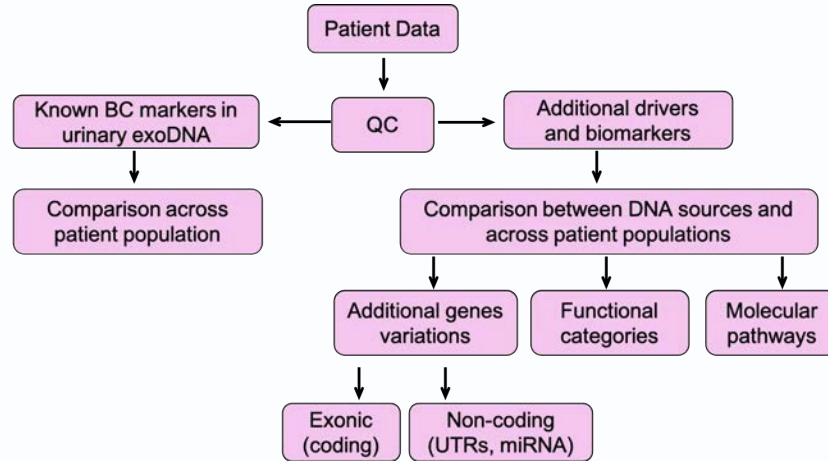 Patient Data
Known BC markers in
urinary exoDNA
QC
Additional drivers
and biomarkers
Comparison across
patient population
Comparison between DNA sources and
across patient populations
Additional genes
variations
Functional
categories
Molecular
pathways
Exonic
(coding)
Non-coding
(UTRs, miRNA)